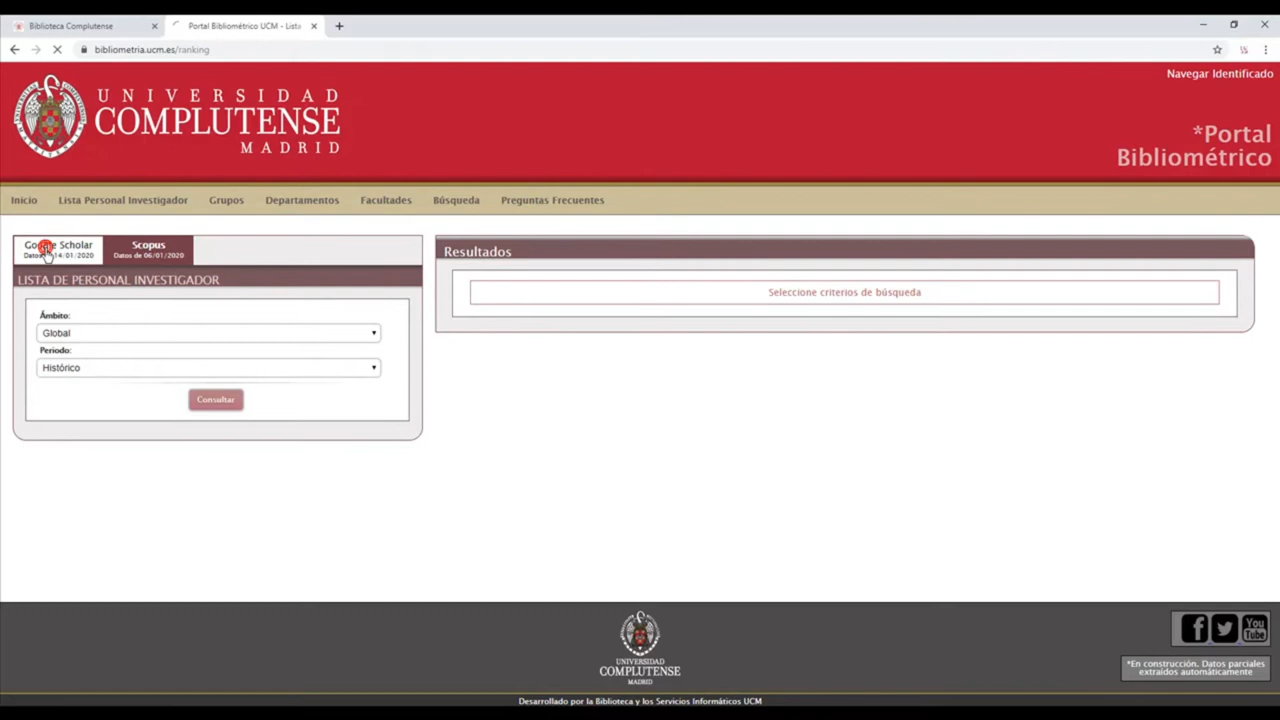 Biblioteca Complutense
Portal Bibliométrico UCM - Lista
bibliometria.ucm.es/ranking
Navegar Identificado
UNIVERSIDAD
COMPLUTENSE
MADRID
*Portal
Bibliométrico
Inicio Lista Personal Investigador Grupos Departamentos Facultades Búsqueda Preguntas Frecuentes
Scholar Scopus
14/01/2020 Datos de 06/01/2020
LISTA DE PERSONAL INVESTIGADOR
Ámbito:
Global
Periodo:
Histórico
Consultar
Resultados
Seleccione criterios de búsqueda
UNIVERSIDAD
COMPLUTENSE
MADRID
You
Tube
*En construcción. Datos parciales
extraídos automáticamente
Desarrollado por la Biblioteca y los Servicios Informáticos UCM